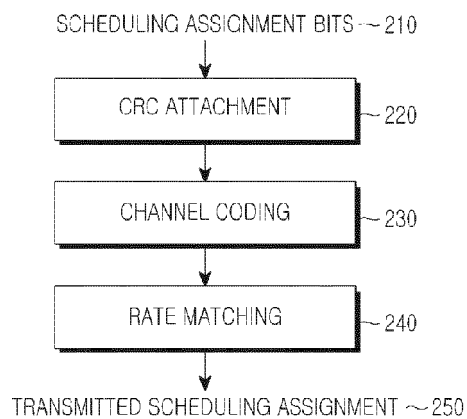 SCHEDULING ASSIGNMENT BITS 210
CRC ATTACHMENT 220
CHANNEL CODING 230
RATE MATCHING 240
TRANSMITTED SCHEDULING ASSIGNMENT 250